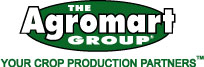 THE
Agromart
GROUP®
YOUR CROP PRODUCTION PARTNERS™